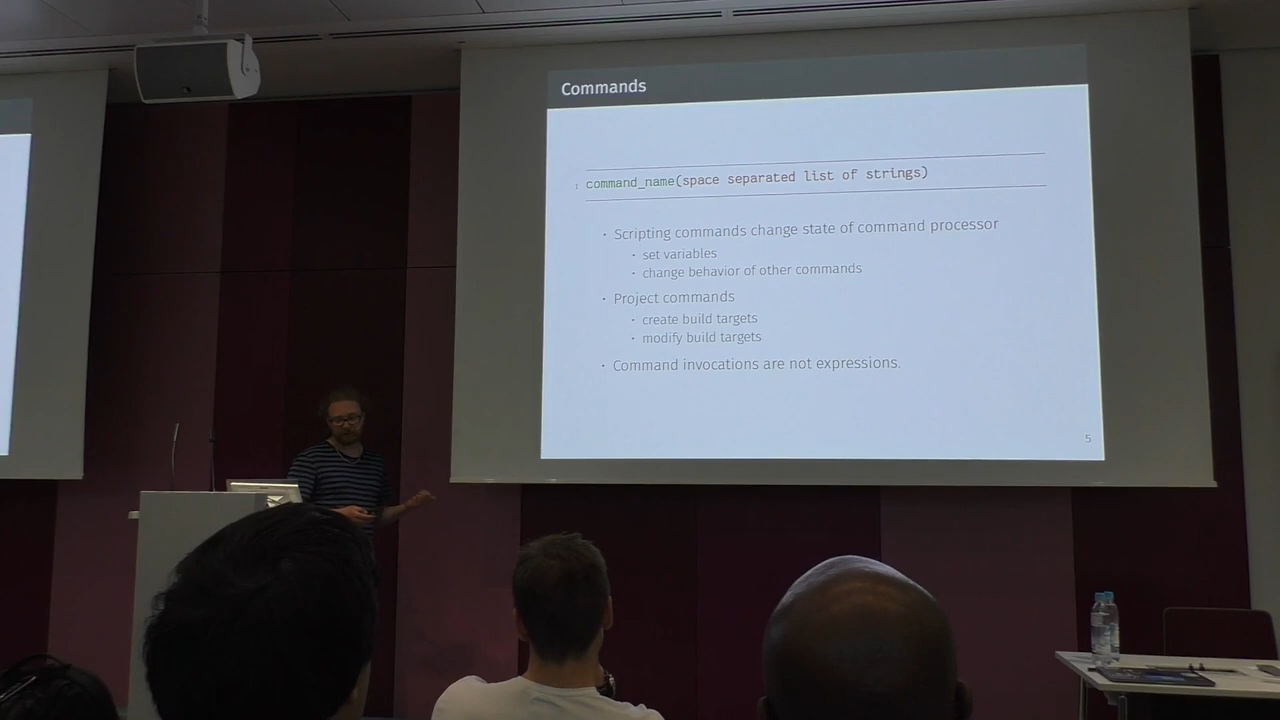 Commands
1 command_name(space separated list of strings)
· Scripting commands change state of command processor
· set variables
· change behavior of other commands
· Project commands
· create build targets
· modify build targets
· Command invocations are not expressions.
5